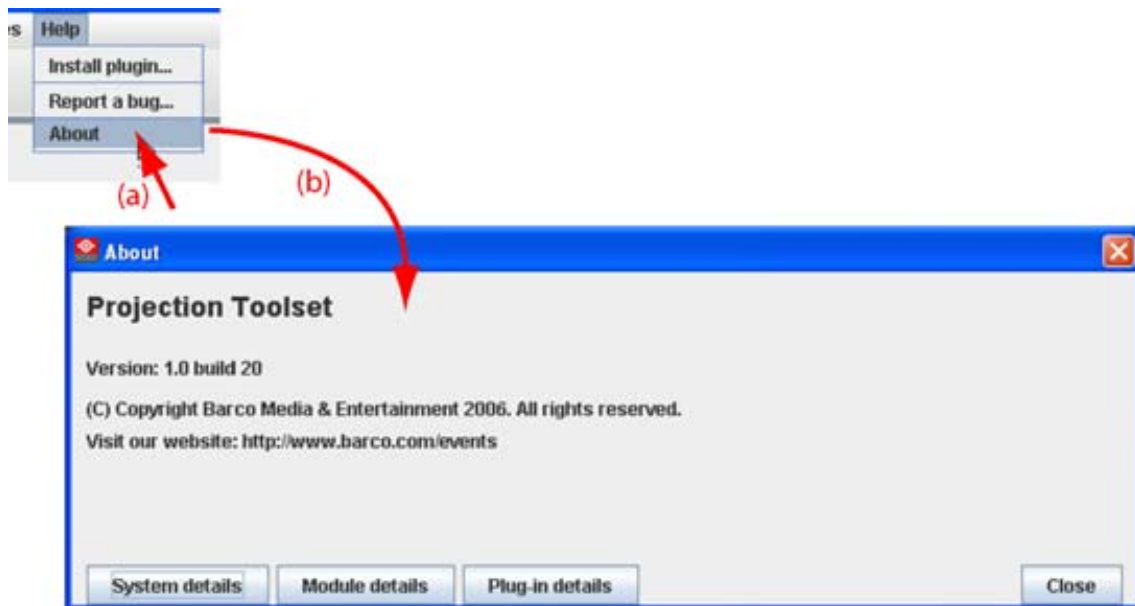 es Help
Install plugin...
Report a bug...
About
(a)
(b)
About
Projection Toolset
Version: 1.0 build 20
(C) Copyright Barco Media & Entertainment 2006. All rights reserved.
Visit our website: http://www.barco.com/events
System details Module details Plug-in details Close